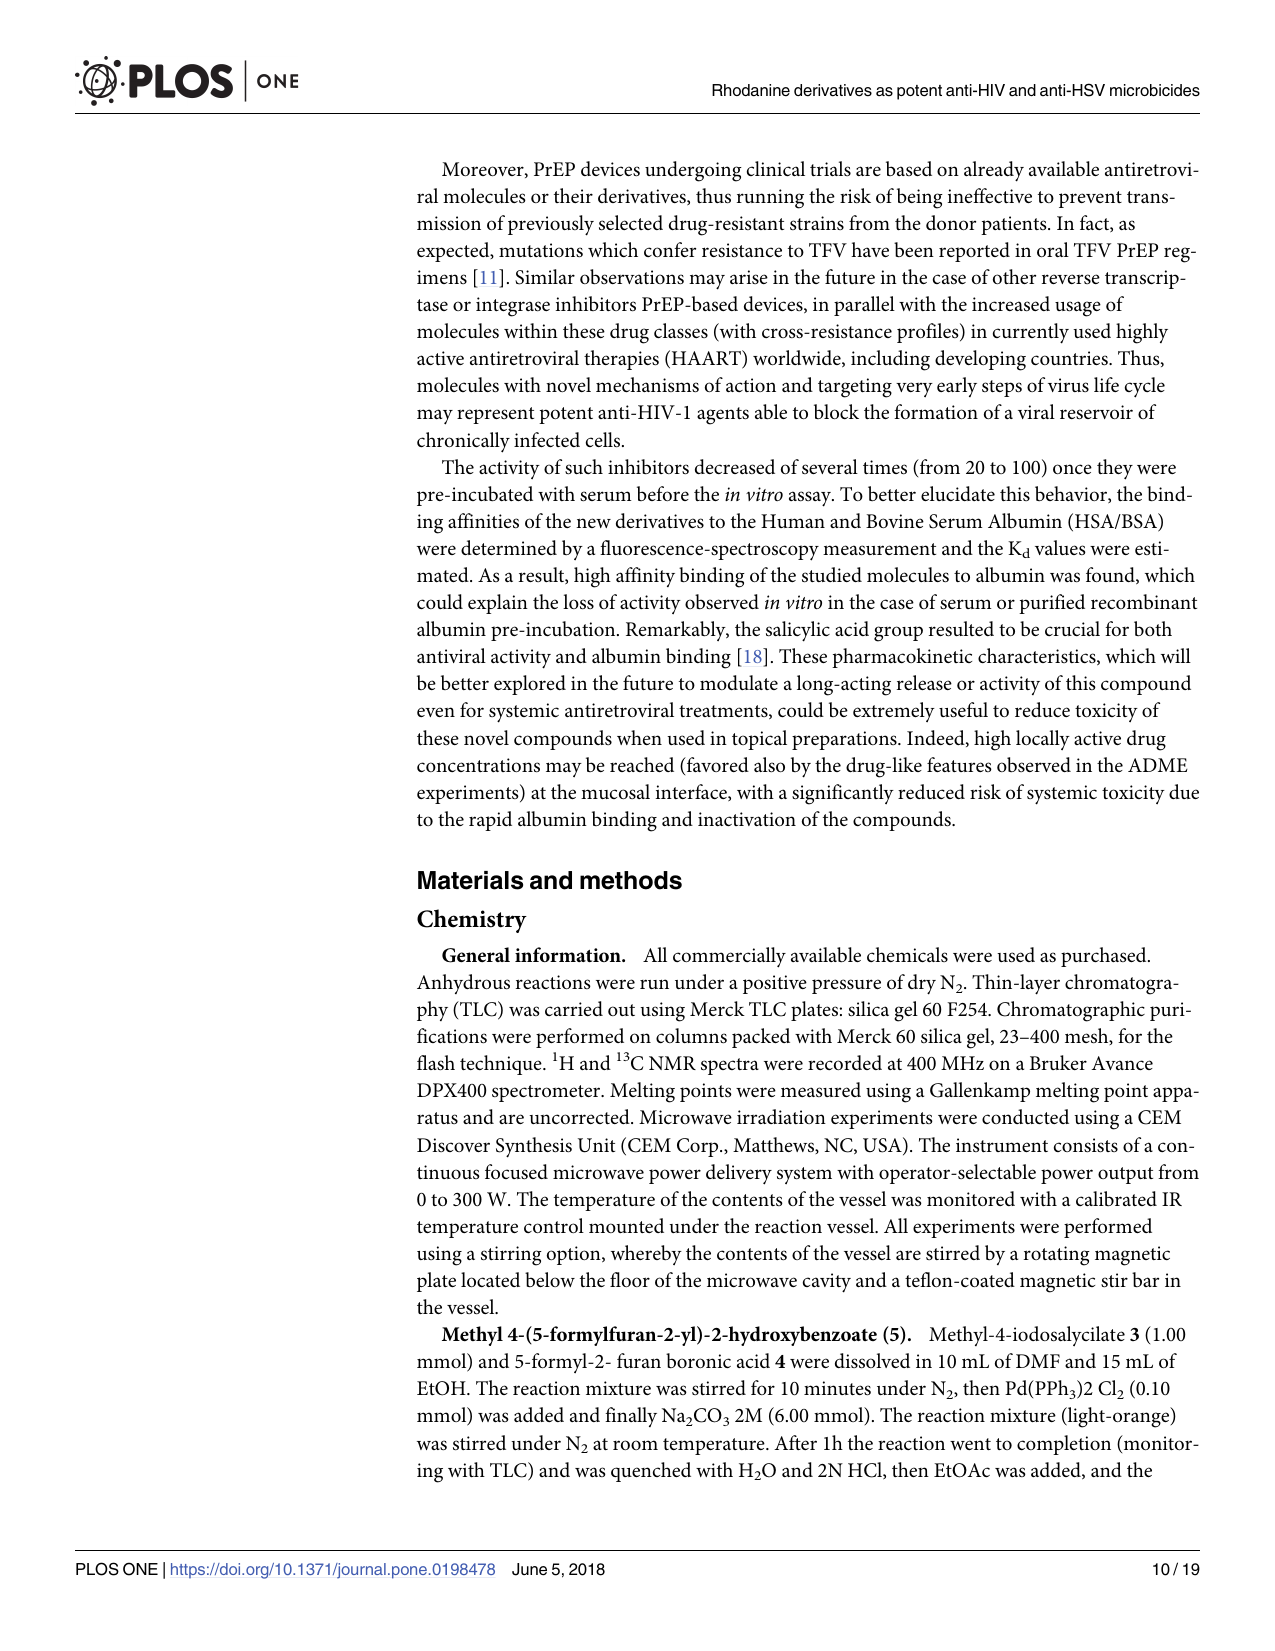 PLOS ONE
Rhodanine derivatives as potent anti-HIV and anti-HSV microbicides
Moreover, PrEP devices undergoing clinical trials are based on already available antiretrovi-
ral molecules or their derivatives, thus running the risk of being ineffective to prevent trans-
mission of previously selected drug-resistant strains from the donor patients. In fact, as
expected, mutations which confer resistance to TFV have been reported in oral TFV PrEP reg-
imens [11]. Similar observations may arise in the future in the case of other reverse transcrip-
tase or integrase inhibitors PrEP-based devices, in parallel with the increased usage of
molecules within these drug classes (with cross-resistance profiles) in currently used highly
active antiretroviral therapies (HAART) worldwide, including developing countries. Thus,
molecules with novel mechanisms of action and targeting very early steps of virus life cycle
may represent potent anti-HIV-1 agents able to block the formation of a viral reservoir of
chronically infected cells.
The activity of such inhibitors decreased of several times (from 20 to 100) once they were
pre-incubated with serum before the in vitro assay. To better elucidate this behavior, the bind-
ing affinities of the new derivatives to the Human and Bovine Serum Albumin (HSA/BSA)
were determined by a fluorescence-spectroscopy measurement and the Kd values were esti-
mated. As a result, high affinity binding of the studied molecules to albumin was found, which
could explain the loss of activity observed in vitro in the case of serum or purified recombinant
albumin pre-incubation. Remarkably, the salicylic acid group resulted to be crucial for both
antiviral activity and albumin binding [18]. These pharmacokinetic characteristics, which will
be better explored in the future to modulate a long-acting release or activity of this compound
even for systemic antiretroviral treatments, could be extremely useful to reduce toxicity of
these novel compounds when used in topical preparations. Indeed, high locally active drug
concentrations may be reached (favored also by the drug-like features observed in the ADME
experiments) at the mucosal interface, with a significantly reduced risk of systemic toxicity due
to the rapid albumin binding and inactivation of the compounds.
Materials and methods
Chemistry
General information. All commercially available chemicals were used as purchased.
Anhydrous reactions were run under a positive pressure of dry N₂. Thin-layer chromatogra-
phy (TLC) was carried out using Merck TLC plates: silica gel 60 F254. Chromatographic puri-
fications were performed on columns packed with Merck 60 silica gel, 23–400 mesh, for the
flash technique. ¹H and ¹³C NMR spectra were recorded at 400 MHz on a Bruker Avance
DPX400 spectrometer. Melting points were measured using a Gallenkamp melting point appa-
ratus and are uncorrected. Microwave irradiation experiments were conducted using a CEM
Discover Synthesis Unit (CEM Corp., Matthews, NC, USA). The instrument consists of a con-
tinuous focused microwave power delivery system with operator-selectable power output from
0 to 300 W. The temperature of the contents of the vessel was monitored with a calibrated IR
temperature control mounted under the reaction vessel. All experiments were performed
using a stirring option, whereby the contents of the vessel are stirred by a rotating magnetic
plate located below the floor of the microwave cavity and a teflon-coated magnetic stir bar in
the vessel.
Methyl 4-(5-formylfuran-2-yl)-2-hydroxybenzoate (5). Methyl-4-iodosalycilate 3 (1.00
mmol) and 5-formyl-2- furan boronic acid 4 were dissolved in 10 mL of DMF and 15 mL of
EtOH. The reaction mixture was stirred for 10 minutes under N₂, then Pd(PPh₃)2 Cl₂ (0.10
mmol) was added and finally Na₂CO₃ 2M (6.00 mmol). The reaction mixture (light-orange)
was stirred under N₂ at room temperature. After 1h the reaction went to completion (monitor-
ing with TLC) and was quenched with H₂O and 2N HCl, then EtOAc was added, and the
PLOS ONE | https://doi.org/10.1371/journal.pone.0198478 June 5, 2018
10 / 19